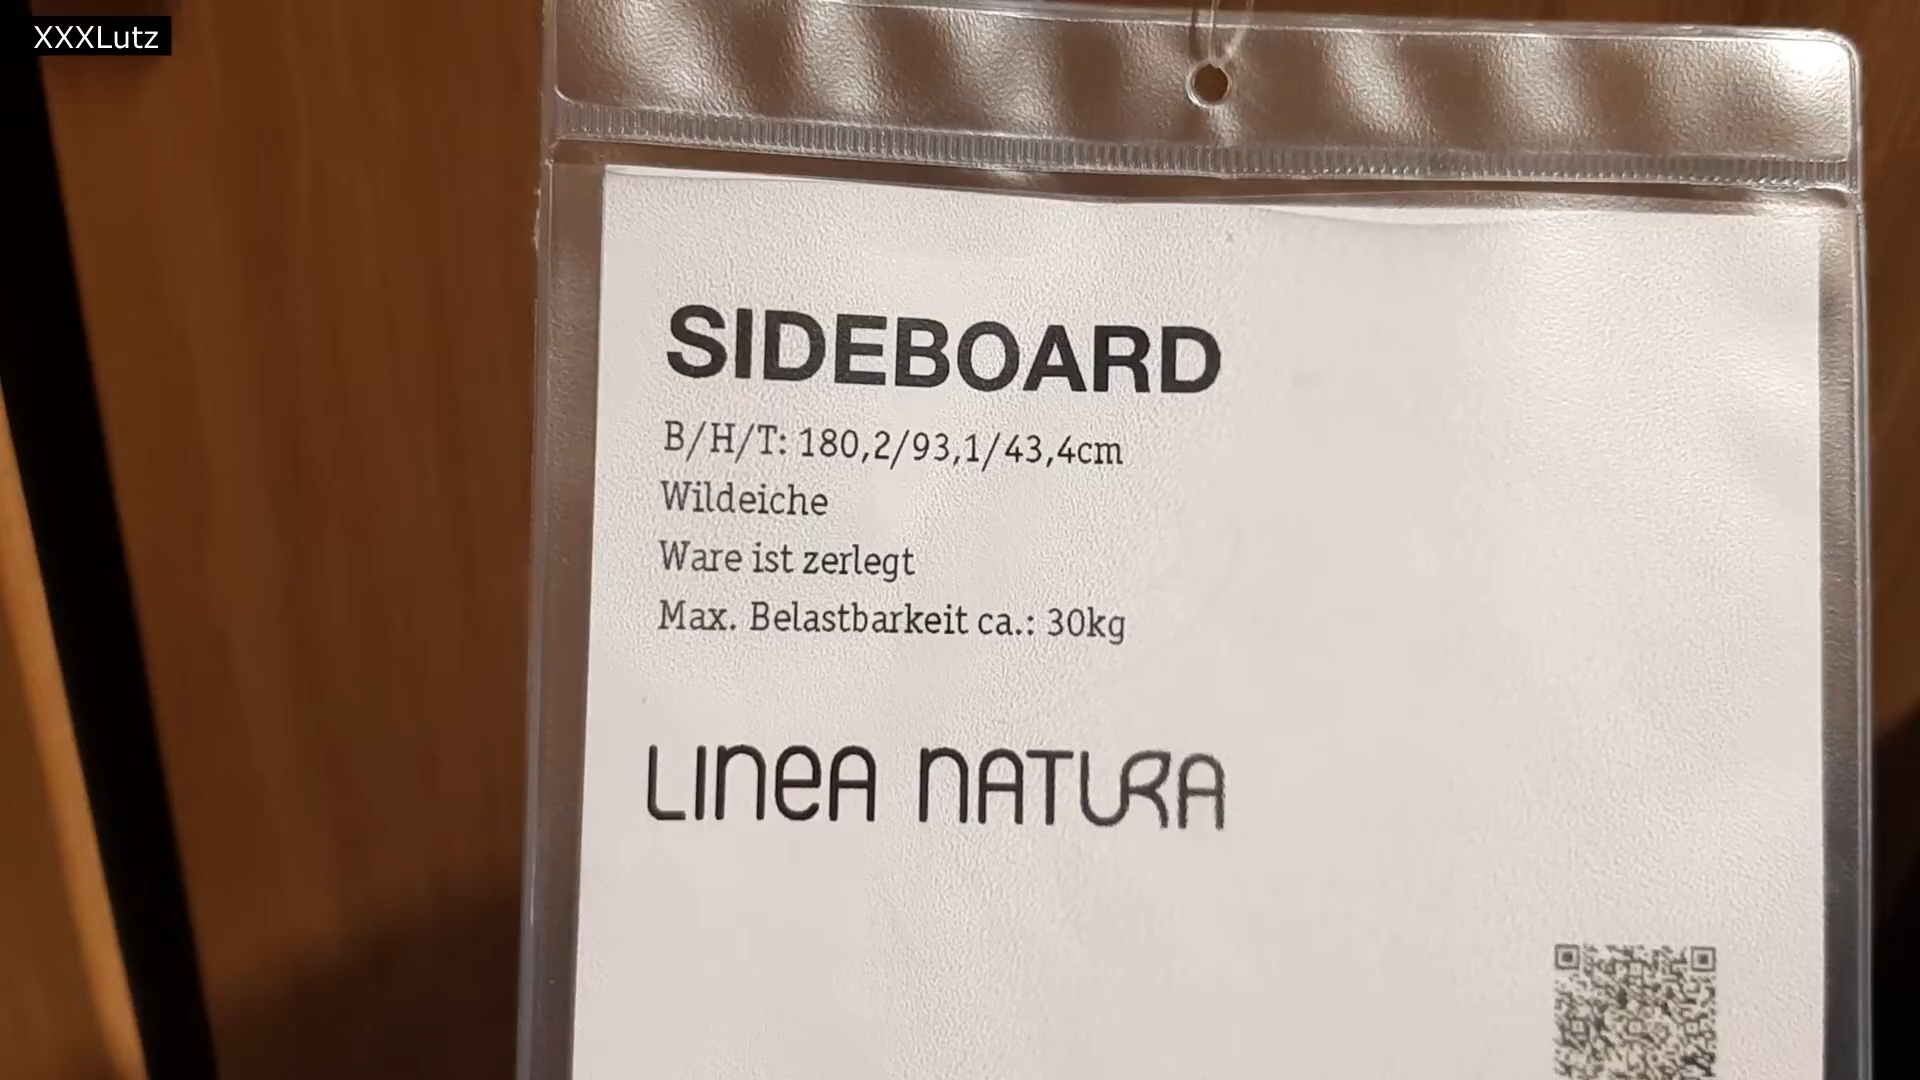 XXXLutz
SIDEBOARD
B/H/T: 180,2/93,1/43,4cm
Wildeiche
Ware ist zerlegt
Max. Belastbarkeit ca.: 30kg
LINEA NATURA